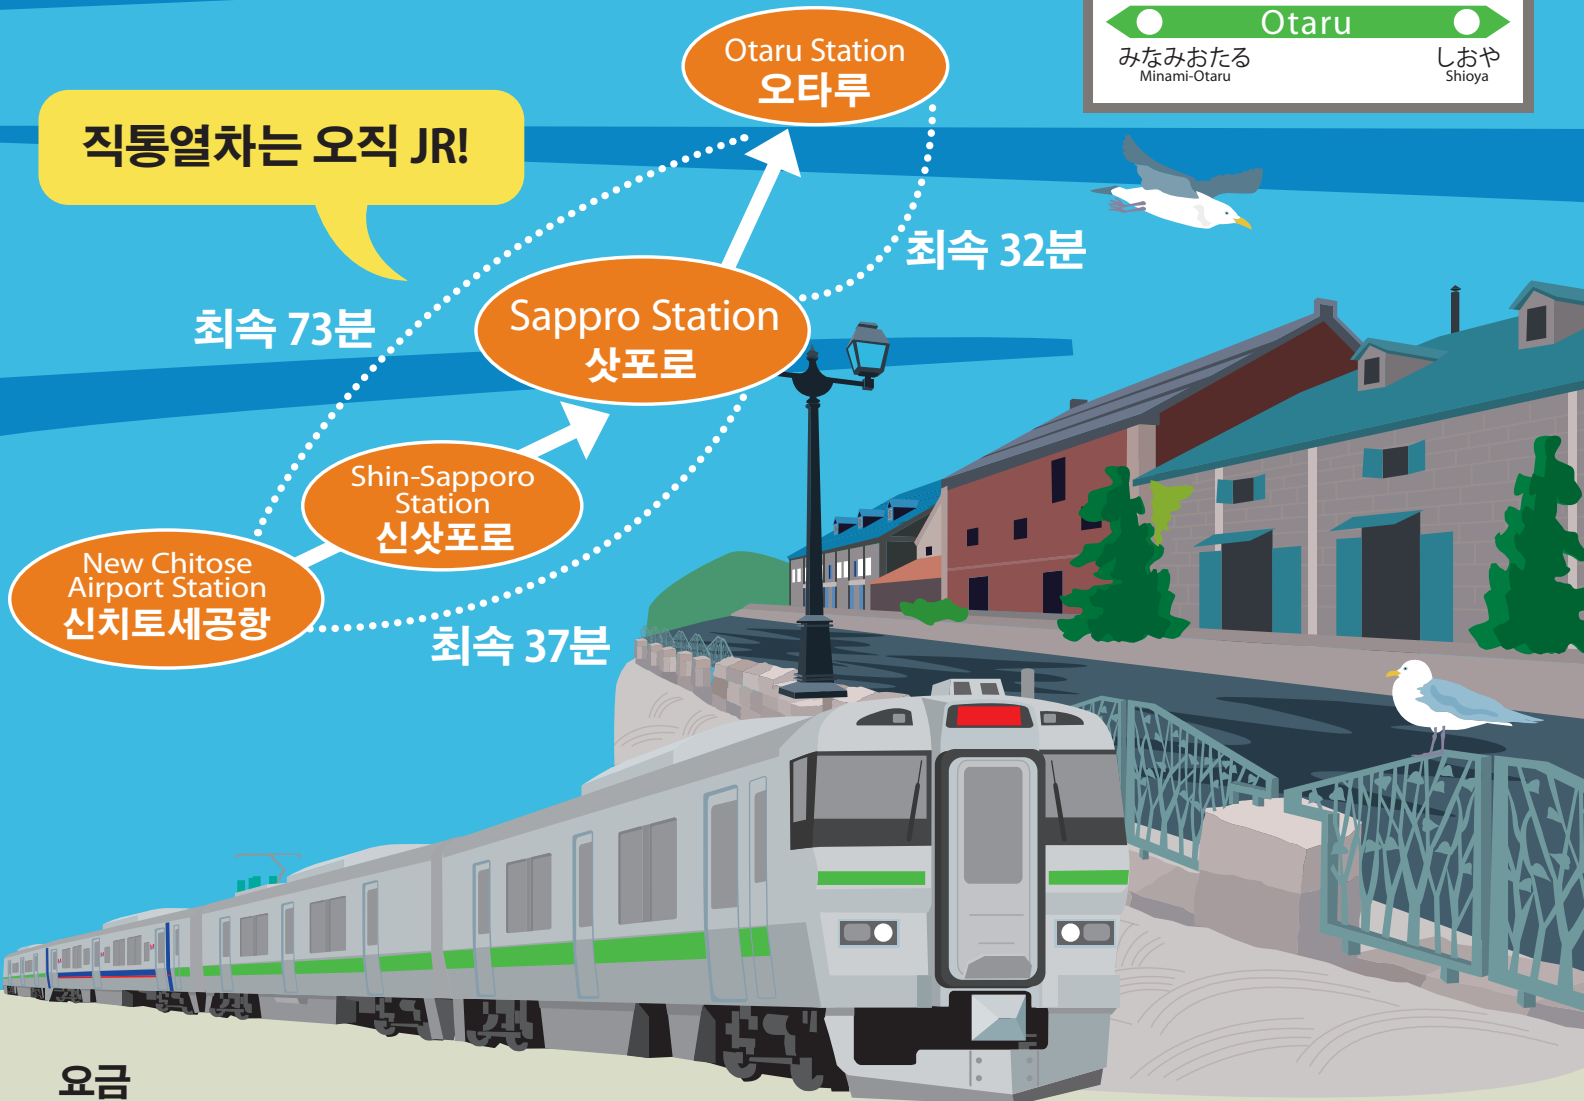 Otaru
みなみおたる
Minami-Otaru
しおや
Shioya
Otaru Station
오타루
직통열차는 오직 JR!
최속 32분
최속 73분
Sappro Station
삿포로
Shin-Sapporo
Station
신삿포로
New Chitose
Airport Station
신치토세공항
최속 37분
요금